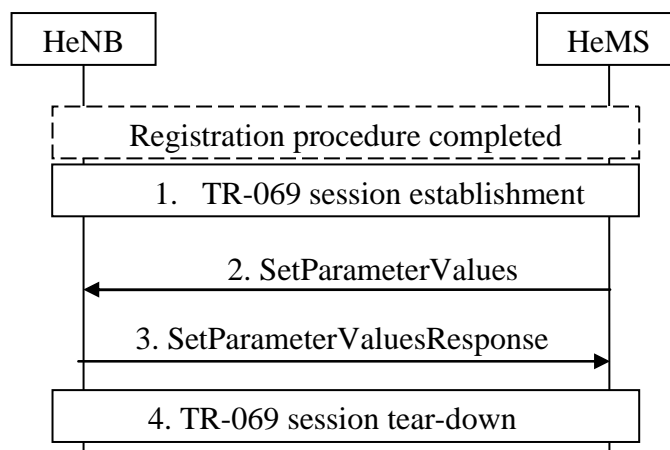 HeNB
HeMS
Registration procedure completed
1. TR-069 session establishment
2. SetParameterValues
3. SetParameterValuesResponse
4. TR-069 session tear-down